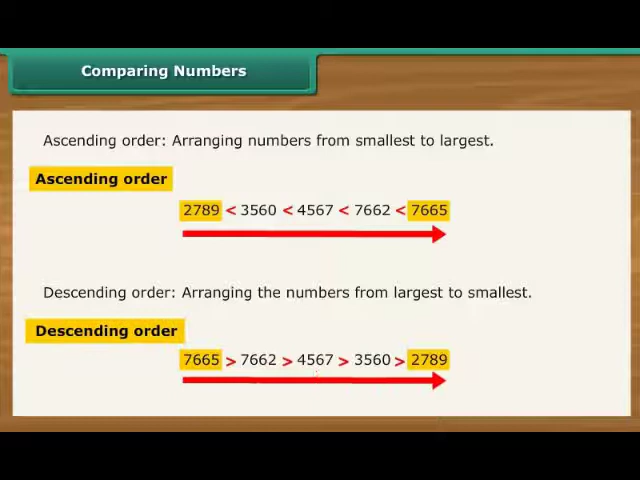 Comparing Numbers
Ascending order: Arranging numbers from smallest to largest.
Ascending order
2789 < 3560 < 4567 < 7662 < 7665
Descending order: Arranging the numbers from largest to smallest.
Descending order
7665 > 7662 > 4567 > 3560 > 2789